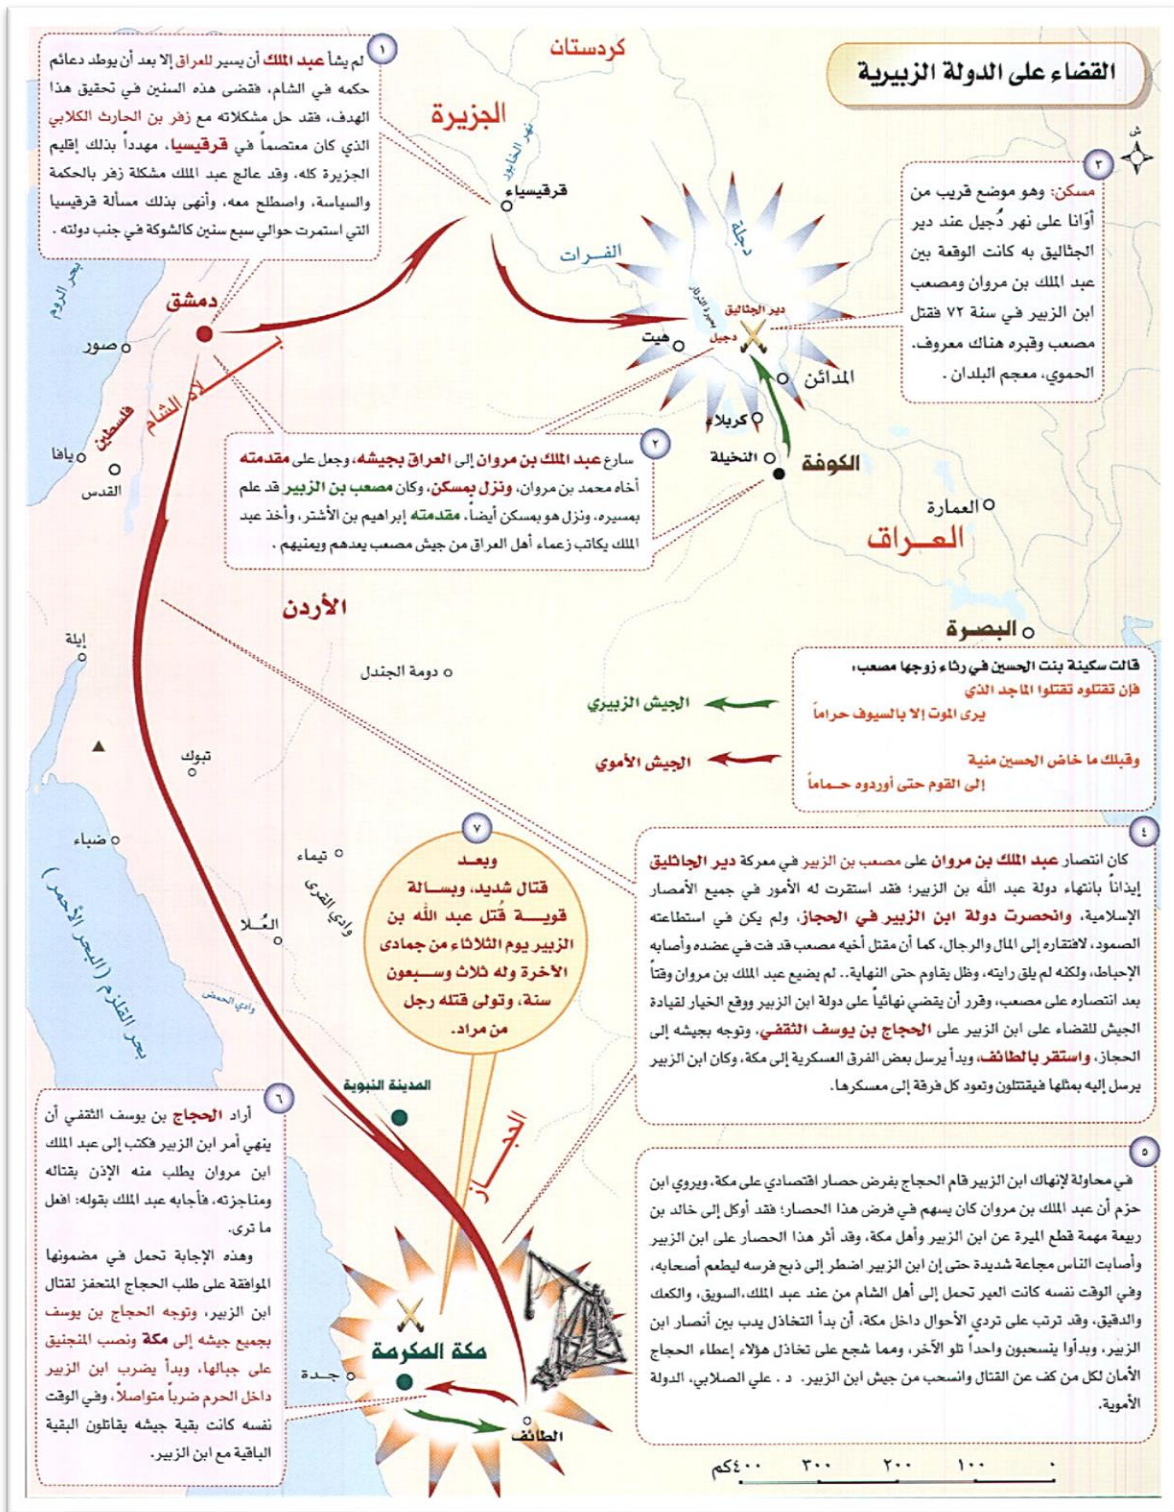 القضاء على الدولة الزبيرية
ش
كردستان
الجزيرة
نهر الخابور
قرقيسياء
الفرات
دجلة
بحيرة الثرثار
دير الجثاليق
دجيل
هيت
المدائن
كربلاء
النخيلة
الكوفة
العمارة
العراق
البصرة
بحر الروم
دمشق
صور
بلاد الشام
فلسطين
يافا
القدس
الأردن
إيلة
دومة الجندل
تبوك
ضباء
تيماء
وادي القرى
العُلا
وادي الحمض
بحر القلزم (البحر الأحمر)
المدينة النبوية
الحجاز
مكة المكرمة
جدة
الطائف
١
لم يشأ عبد الملك أن يسير للعراق إلا بعد أن يوطد دعائم
حكمه في الشام، فقضى هذه السنين في تحقيق هذا
الهدف، فقد حل مشكلاته مع زفر بن الحارث الكلابي
الذي كان معتصماً في قرقيسيا، مهدداً بذلك إقليم
الجزيرة كله، وقد عالج عبد الملك مشكلة زفر بالحكمة
والسياسة، واصطلح معه، وأنهى بذلك مسألة قرقيسيا
التي استمرت حوالي سبع سنين كالشوكة في جنب دولته .
٢
سارع عبد الملك بن مروان إلى العراق بجيشه، وجعل على مقدمته
أخاه محمد بن مروان، ونزل بمسكن، وكان مصعب بن الزبير قد علم
بمسيره، ونزل هو بمسكن أيضاً، مقدمته إبراهيم بن الأشتر، وأخذ عبد
الملك يكاتب زعماء أهل العراق من جيش مصعب يعدهم ويمنيهم .
٣
مسكن: وهو موضع قريب من
أوّانا على نهر دُجيل عند دير
الجثاليق به كانت الوقعة بين
عبد الملك بن مروان ومصعب
ابن الزبير في سنة ٧٢ فقتل
مصعب وقبره هناك معروف.
الحموي، معجم البلدان .
قالت سكينة بنت الحسين في رثاء زوجها مصعب:
فإن تقتلوه تقتلوا الماجد الذي
يرى الموت إلا بالسيوف حراماً
وقبلك ما خاض الحسين منية
إلى القوم حتى أوردوه حـماماً
الجيش الزبيري
الجيش الأموي
٤
كان انتصار عبد الملك بن مروان على مصعب بن الزبير في معركة دير الجاثليق
إيذاناً بانتهاء دولة عبد الله بن الزبير؛ فقد استقرت له الأمور في جميع الأمصار
الإسلامية، وانحصرت دولة ابن الزبير في الحجاز، ولم يكن في استطاعته
الصمود، لافتقاره إلى المال والرجال، كما أن مقتل أخيه مصعب قد فت في عضده وأصابه
الإحباط، ولكنه لم يلق رايته، وظل يقاوم حتى النهاية.. لم يضيع عبد الملك بن مروان وقتاً
بعد انتصاره على مصعب، وقرر أن يقضي نهائياً على دولة ابن الزبير ووقع الخيار لقيادة
الجيش للقضاء على ابن الزبير على الحجاج بن يوسف الثقفي، وتوجه بجيشه إلى
الحجاز، واستقر بالطائف، وبدأ يرسل بعض الفرق العسكرية إلى مكة، وكان ابن الزبير
يرسل إليه بمثلها فيقتتلون وتعود كل فرقة إلى معسكرها.
٥
في محاولة لإنهاك ابن الزبير قام الحجاج بفرض حصار اقتصادي على مكة، ويروي ابن
حزم أن عبد الملك بن مروان كان يسهم في فرض هذا الحصار؛ فقد أوكل إلى خالد بن
ربيعة مهمة قطع الميرة عن ابن الزبير وأهل مكة، وقد أثر هذا الحصار على ابن الزبير
وأصابت الناس مجاعة شديدة حتى إن ابن الزبير اضطر إلى ذبح فرسه ليطعم أصحابه،
وفي الوقت نفسه كانت العير تحمل إلى أهل الشام من عند عبد الملك،السويق، والكعك
والدقيق، وقد ترتب على تردي الأحوال داخل مكة، أن بدأ التخاذل يدب بين أنصار ابن
الزبير، وبدأوا ينسحبون واحداً تلو الآخر، ومما شجع على تخاذل هؤلاء إعطاء الحجاج
الأمان لكل من كف عن القتال وانسحب من جيش ابن الزبير. د . علي الصلابي، الدولة
الأموية.
٦
أراد الحجاج بن يوسف الثقفي أن
ينهي أمر ابن الزبير فكتب إلى عبد الملك
ابن مروان يطلب منه الإذن بقتاله
ومناجزته، فأجابه عبد الملك بقوله: افعل
ما ترى.
وهذه الإجابة تحمل في مضمونها
الموافقة على طلب الحجاج المتحفز لقتال
ابن الزبير، وتوجه الحجاج بن يوسف
بجميع جيشه إلى مكة ونصب المنجنيق
على جبالها، وبدأ يضرب ابن الزبير
داخل الحرم ضرباً متواصلاً، وفي الوقت
نفسه كانت بقية جيشه يقاتلون البقية
الباقية مع ابن الزبير.
٧
وبعد
قتال شديد، وبسالة
قوية قُتل عبد الله بن
الزبير يوم الثلاثاء من جمادى
الآخرة وله ثلاث وسبعون
سنة، وتولى قتله رجل
من مراد.
٠ ١٠٠ ٢٠٠ ٣٠٠ ٤٠٠كم